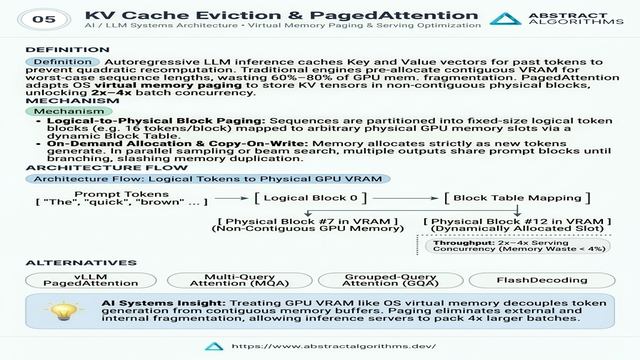 05
KV Cache Eviction & PagedAttention
AI / LLM Systems Architecture • Virtual Memory Paging & Serving Optimization
ABSTRACT
ALGORITHMS
DEFINITION
Definition Autoregressive LLM inference caches Key and Value vectors for past tokens to
prevent quadratic recomputation. Traditional engines pre-allocate contiguous VRAM for
worst-case sequence lengths, wasting 60%–80% of GPU mem. fragmentation. PagedAttention
adapts OS virtual memory paging to store KV tensors in non-contiguous physical blocks,
unlocking 2x–4x batch concurrency.
MECHANISM
Mechanism
• Logical-to-Physical Block Paging: Sequences are partitioned into fixed-size logical token
blocks (e.g. 16 tokens/block) mapped to arbitrary physical GPU memory slots via a
dynamic Block Table.
• On-Demand Allocation & Copy-On-Write: Memory allocates strictly as new tokens
generate. In parallel sampling or beam search, multiple outputs share prompt blocks until
branching, slashing memory duplication.
ARCHITECTURE FLOW
Architecture Flow: Logical Tokens to Physical GPU VRAM
Prompt Tokens
[ "The", "quick", "brown" ... ]
[ Logical Block 0 ]
[ Block Table Mapping ]
[ Physical Block #7 in VRAM ]
(Non-Contiguous GPU Memory)
[ Physical Block #12 in VRAM ]
(Dynamically Allocated Slot)
Throughput: 2x–4x Serving
Concurrency (Memory Waste < 4%)
ALTERNATIVES
vLLM
PagedAttention
Multi-Query
Attention (MQA)
Grouped-Query
Attention (GQA)
FlashDecoding
AI Systems Insight: Treating GPU VRAM like OS virtual memory decouples token
generation from contiguous memory buffers. Paging eliminates external and
internal fragmentation, allowing inference servers to pack 4x larger batches.
https://www.abstractalgorithms.dev/